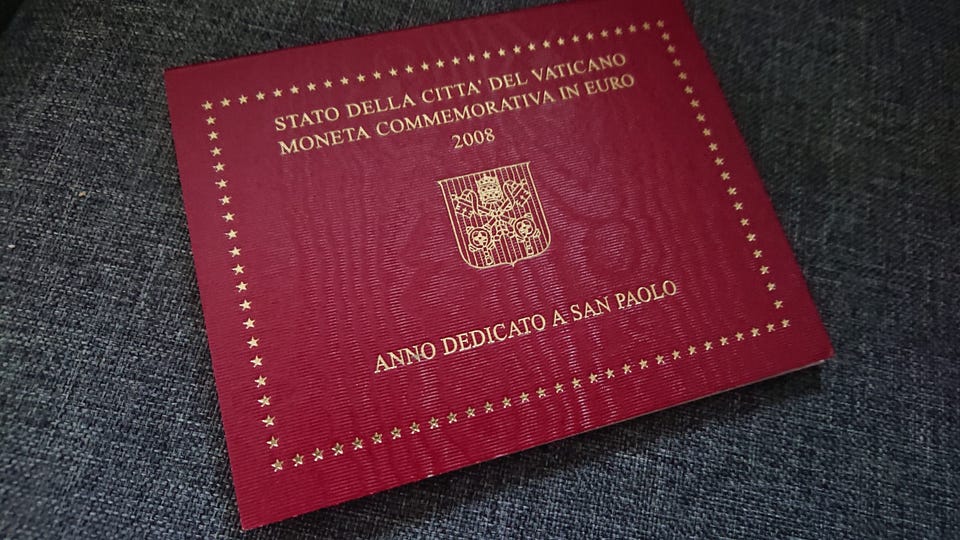 STATO DELLA CITTA' DEL VATICANO
MONETA COMMEMORATIVA IN EURO
2008
ANNO DEDICATO A SAN PAOLO